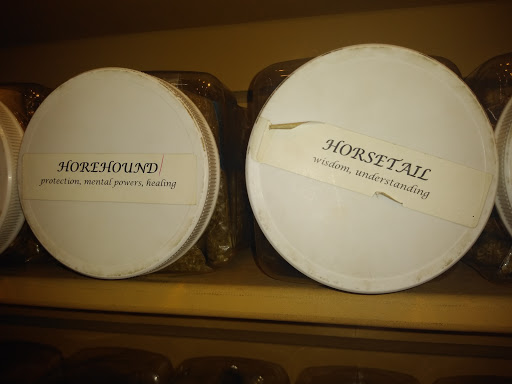 HOREHOUND
protection, mental powers, healing
HORSETAIL
wisdom, understanding